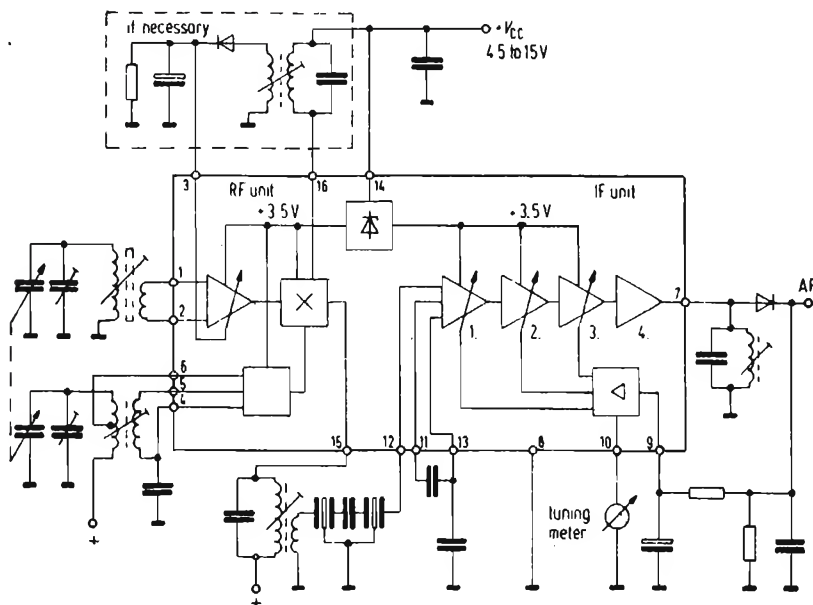 if necessary
+V_CC
4.5 to 15V
3
RF unit
16
14
IF unit
+3.5V
+3.5V
1
2
7
AF
1.
2.
3.
4.
6
5
4
15
12
11
13
8
10
9
tuning
meter
+
+